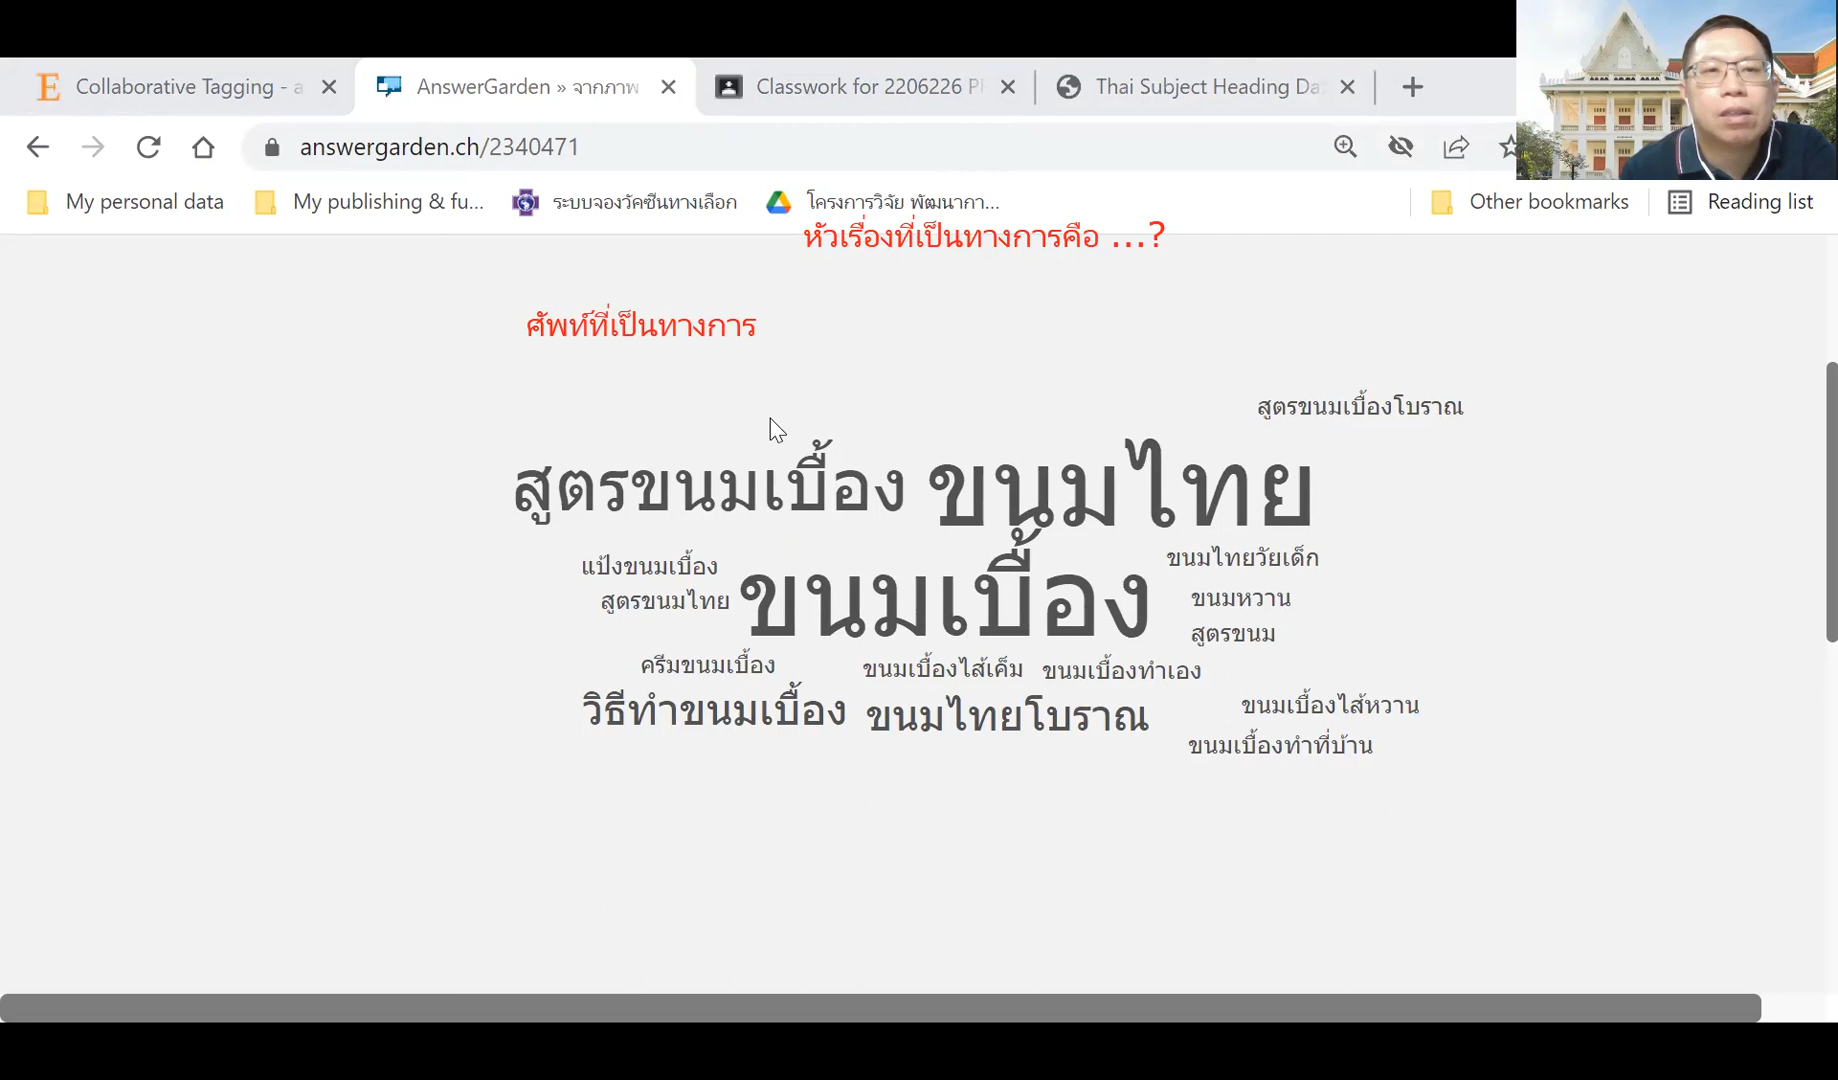 Collaborative Tagging - a
AnswerGarden » จากภาพ
Classwork for 2206226 P
Thai Subject Heading Da
answergarden.ch/2340471
My personal data
My publishing & fu...
ระบบจองวัคซีนทางเลือก
โครงการวิจัย พัฒนากา...
Other bookmarks
Reading list
หัวเรื่องที่เป็นทางการคือ ...?
ศัพท์ที่เป็นทางการ
สูตรขนมเบื้องโบราณ
สูตรขนมเบื้อง ขนมไทย
แป้งขนมเบื้อง
ขนมไทยวัยเด็ก
สูตรขนมไทย
ขนมเบื้อง
ขนมหวาน
สูตรขนม
ครีมขนมเบื้อง
ขนมเบื้องไส้เค็ม
ขนมเบื้องทำเอง
วิธีทำขนมเบื้อง
ขนมไทยโบราณ
ขนมเบื้องไส้หวาน
ขนมเบื้องทำที่บ้าน